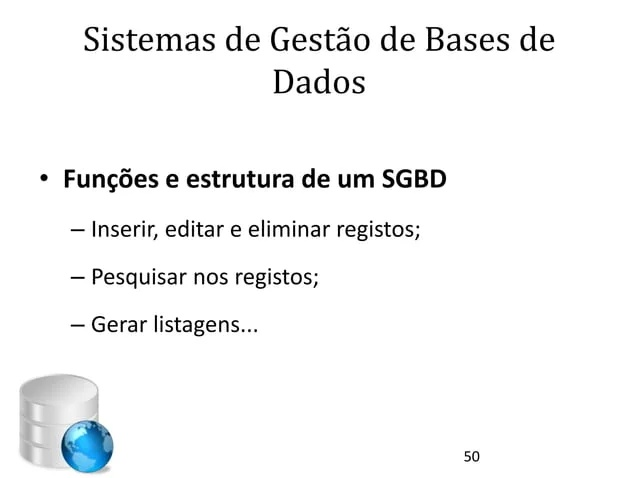 Sistemas de Gestão de Bases de
Dados
• Funções e estrutura de um SGBD
– Inserir, editar e eliminar registos;
– Pesquisar nos registos;
– Gerar listagens...
50